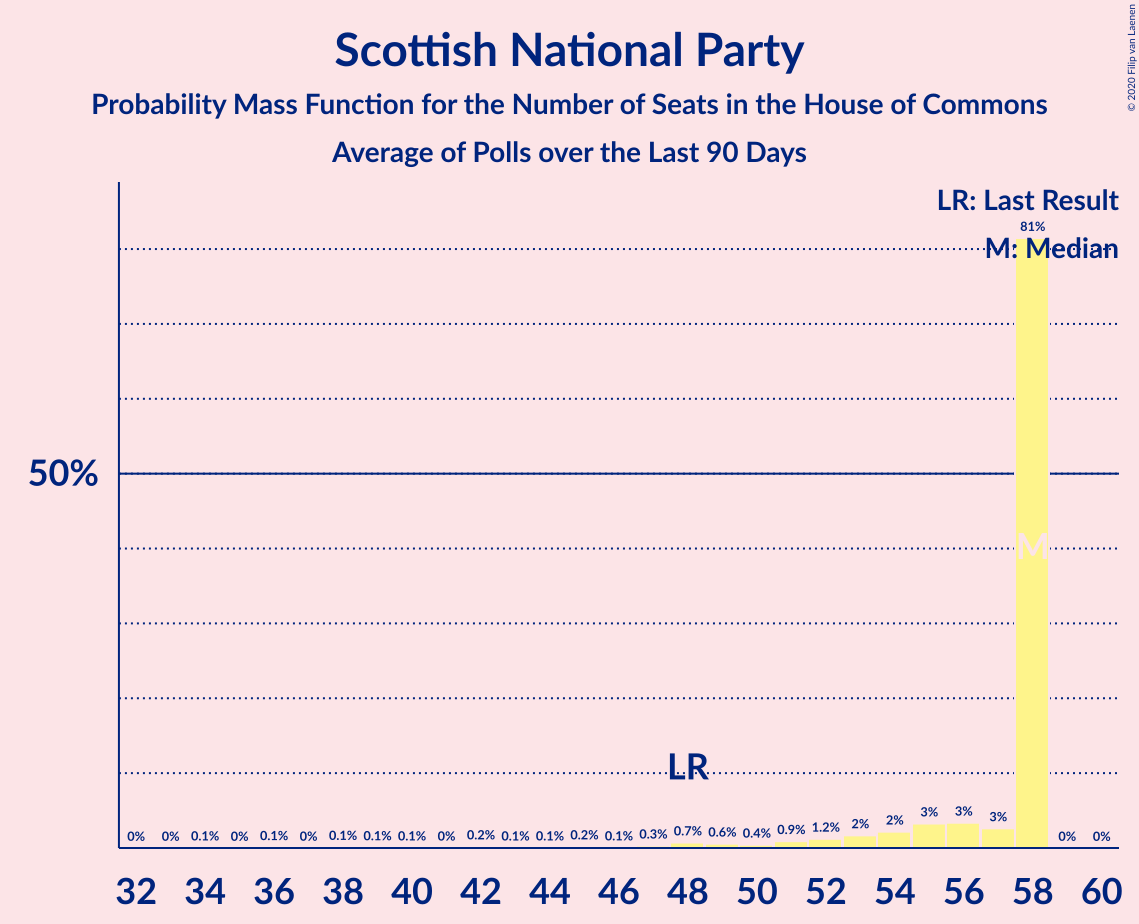 Scottish National Party
Probability Mass Function for the Number of Seats in the House of Commons
Average of Polls over the Last 90 Days
© 2020 Filip van Laenen
LR: Last Result
81%
M: Median
50%
M
LR
0% 0% 0.1% 0% 0.1% 0% 0.1% 0.1% 0.1% 0% 0.2% 0.1% 0.1% 0.2% 0.1% 0.3% 0.7% 0.6% 0.4% 0.9% 1.2% 2% 2% 3% 3% 3% 0% 0%
32 34 36 38 40 42 44 46 48 50 52 54 56 58 60